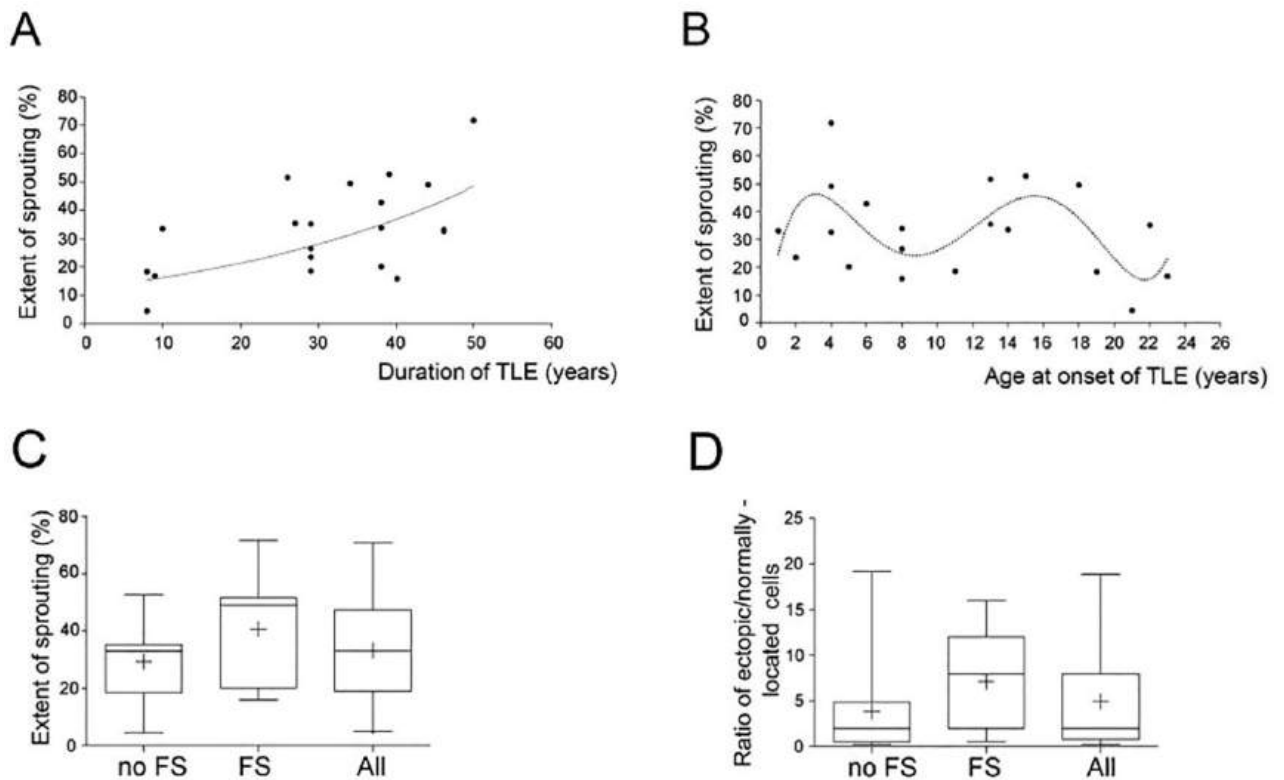 A
B
Extent of sprouting (%)
80
70
60
50
40
30
20
10
0
0
10
20
30
40
50
60
Duration of TLE (years)
Extent of sprouting (%)
80
70
60
50
40
30
20
10
0
0
2
4
6
8
10
12
14
16
18
20
22
24
26
Age at onset of TLE (years)
C
D
Extent of sprouting (%)
80
60
40
20
0
no FS
FS
All
Ratio of ectopic/normally -
located cells
25
20
15
10
5
0
no FS
FS
All